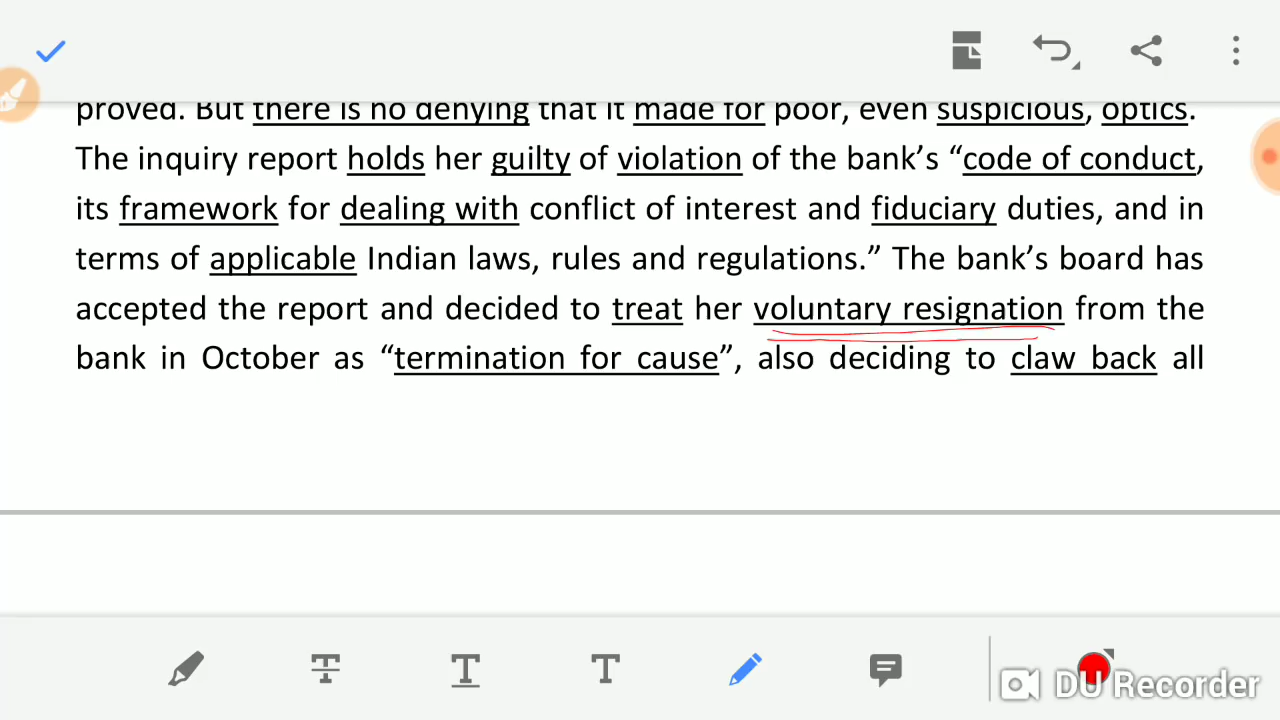 proved. But there is no denying that it made for poor, even suspicious, optics.
The inquiry report holds her guilty of violation of the bank’s “code of conduct,
its framework for dealing with conflict of interest and fiduciary duties, and in
terms of applicable Indian laws, rules and regulations.” The bank’s board has
accepted the report and decided to treat her voluntary resignation from the
bank in October as “termination for cause”, also deciding to claw back all
T T T
DU Recorder